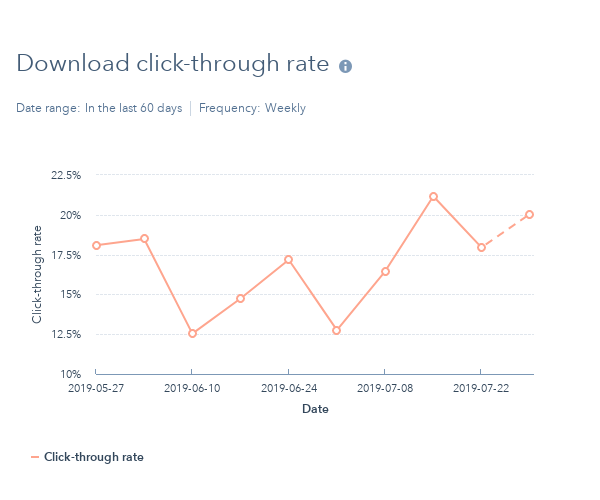 Download click-through rate
Date range: In the last 60 days Frequency: Weekly
22.5%
20%
17.5%
15%
12.5%
10%
Click-through rate
2019-05-27 2019-06-10 2019-06-24 2019-07-08 2019-07-22
Date
Click-through rate